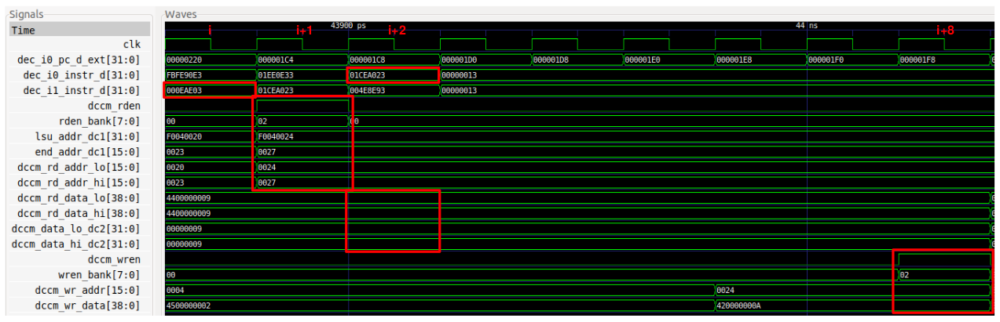 Signals Waves
Time 43900 ps 44 ns
i i+1 i+2 i+8
clk
dec_i0_pc_d_ext[31:0] 00000220 000001C4 000001C8 000001D0 000001D8 000001E0 000001E8 000001F0 000001F8
dec_i0_instr_d[31:0] FBFE90E3 01EE0E33 01CEA023 00000013
dec_i1_instr_d[31:0] 000EAE03 01CEA023 004E8E93 00000013
dccm_rden
rden_bank[7:0] 00 02 00
lsu_addr_dc1[31:0] F0040020 F0040024
end_addr_dc1[15:0] 0023 0027
dccm_rd_addr_lo[15:0] 0020 0024
dccm_rd_addr_hi[15:0] 0023 0027
dccm_rd_data_lo[38:0] 4400000009
dccm_rd_data_hi[38:0] 4400000009
dccm_data_lo_dc2[31:0] 00000009
dccm_data_hi_dc2[31:0] 00000009
dccm_wren
wren_bank[7:0] 00 02
dccm_wr_addr[15:0] 0004 0024
dccm_wr_data[38:0] 4500000002 420000000A